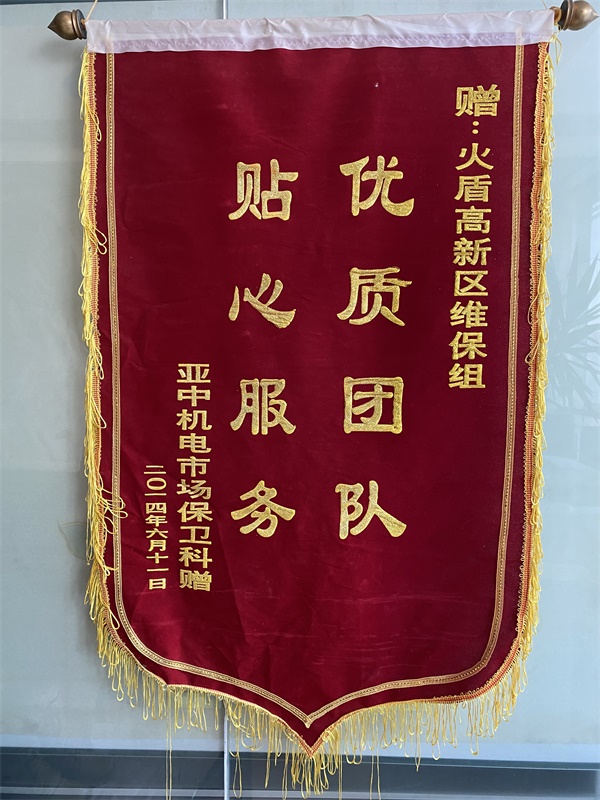 赠：火盾高新区维保组
优质团队
贴心服务
亚中机电市场保卫科赠
二〇一四年六月十一日